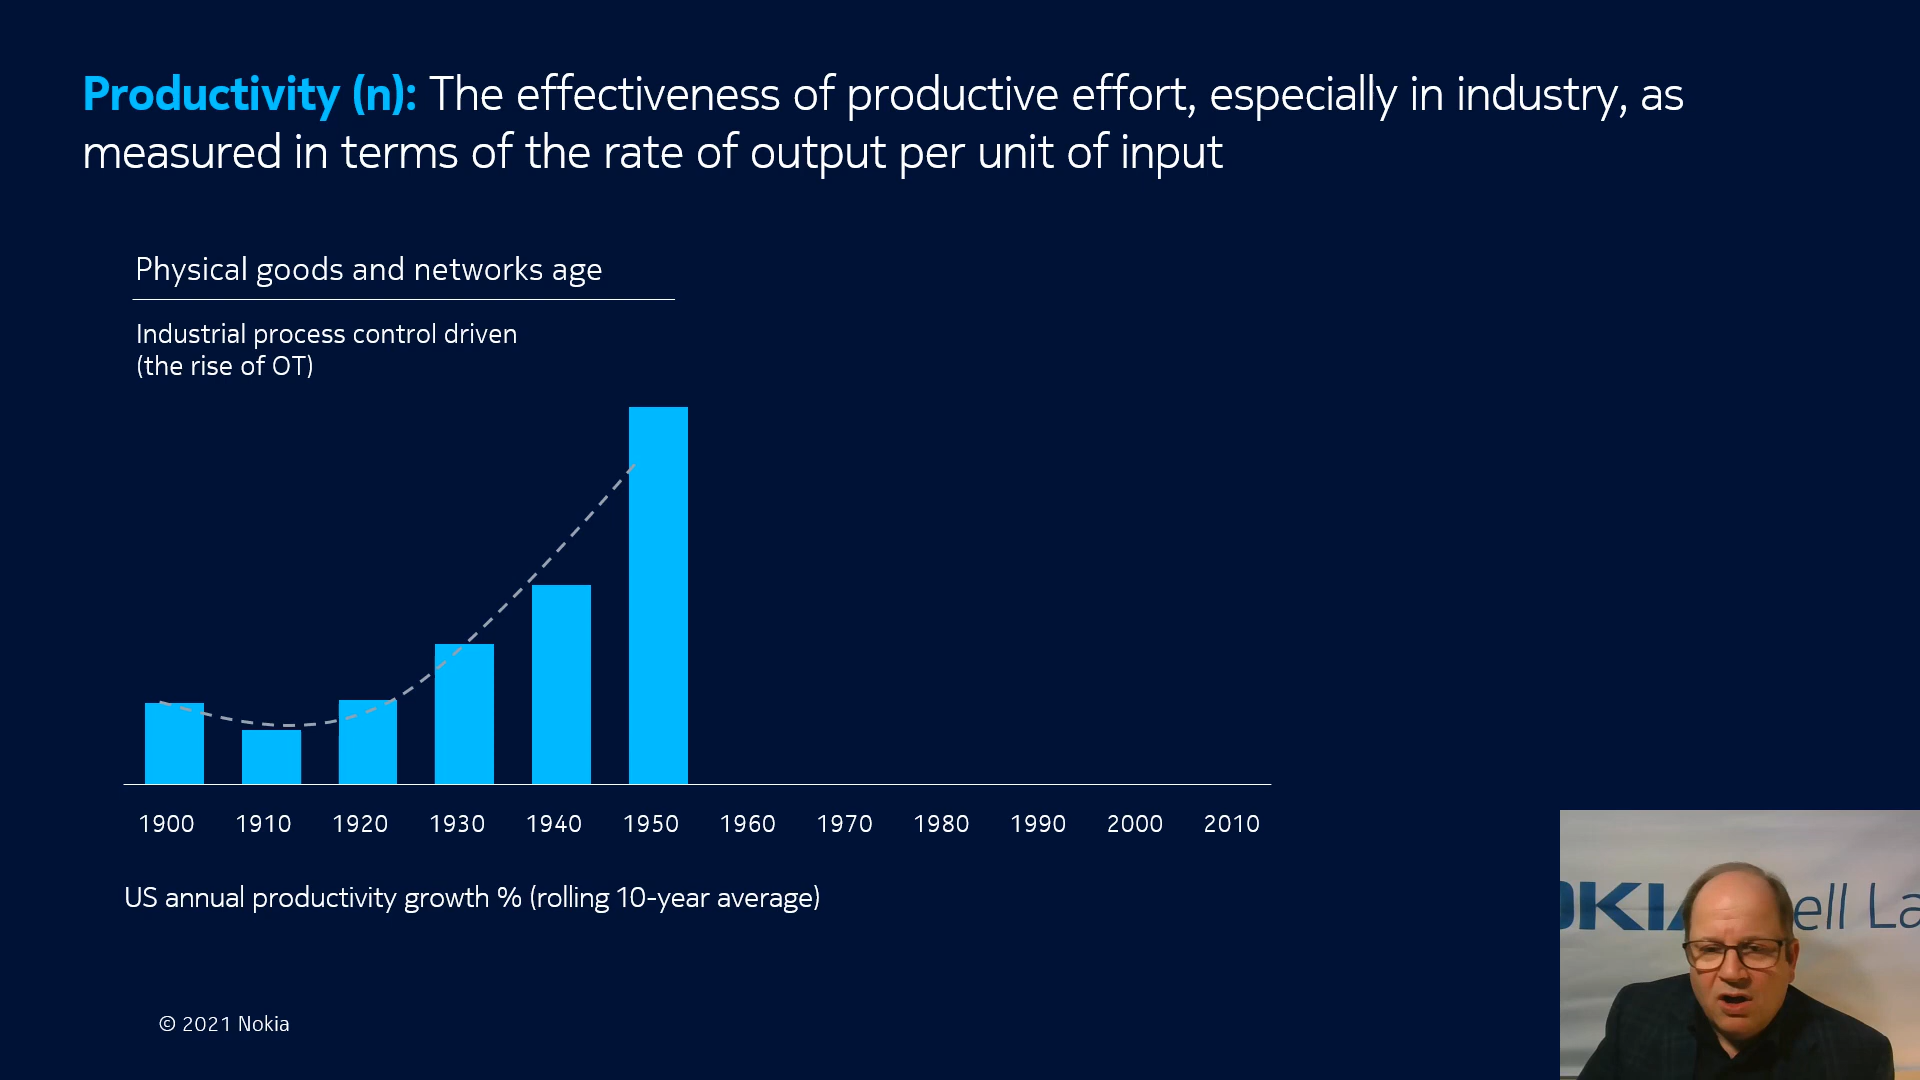 Productivity (n): The effectiveness of productive effort, especially in industry, as
measured in terms of the rate of output per unit of input
Physical goods and networks age
Industrial process control driven
(the rise of OT)
1900 1910 1920 1930 1940 1950 1960 1970 1980 1990 2000 2010
US annual productivity growth % (rolling 10-year average)
© 2021 Nokia